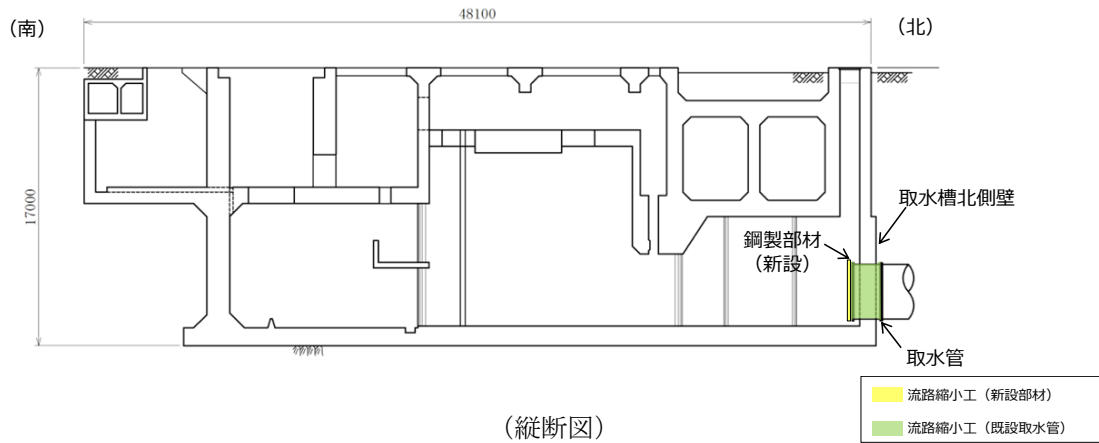 48100
(南)
(北)
17000
取水槽北側壁
鋼製部材
(新設)
取水管
流路縮小工(新設部材)
流路縮小工(既設取水管)
(縦断図)